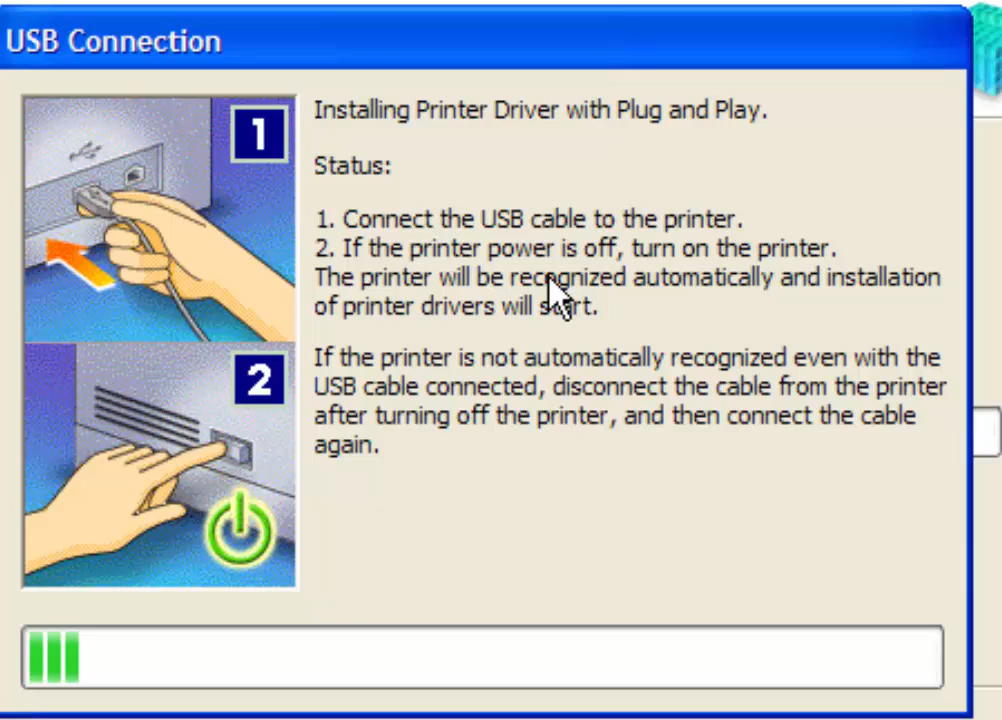 USB Connection
1
Installing Printer Driver with Plug and Play.
Status:
1. Connect the USB cable to the printer.
2. If the printer power is off, turn on the printer.
The printer will be recognized automatically and installation
of printer drivers will start.
2
If the printer is not automatically recognized even with the
USB cable connected, disconnect the cable from the printer
after turning off the printer, and then connect the cable
again.